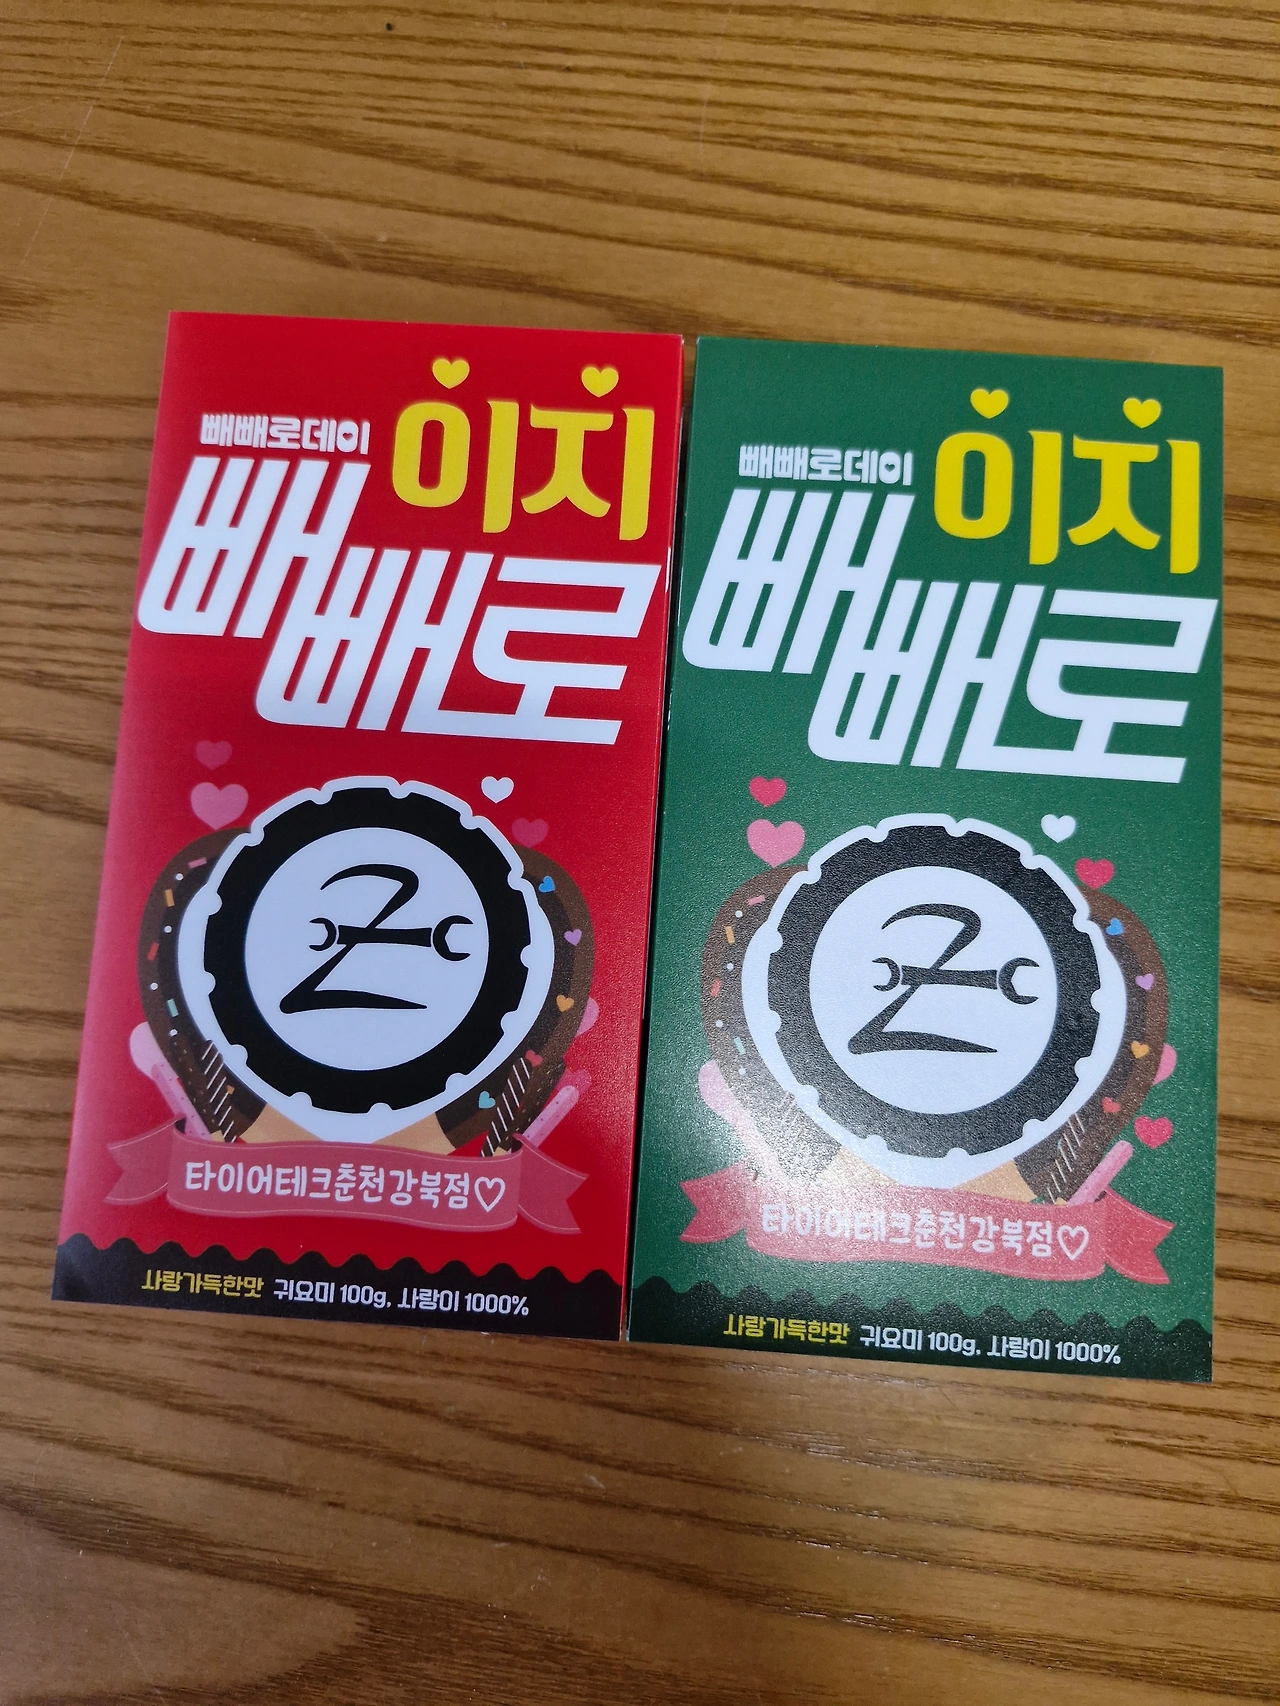 이지
빼빼로데이
빼빼로
Z
타이어테크춘천강북점♡
사랑가득한맛 귀요미 100g, 사랑이 1000%
이지
빼빼로데이
빼빼로
Z
타이어테크춘천강북점♡
사랑가득한맛 귀요미 100g, 사랑이 1000%